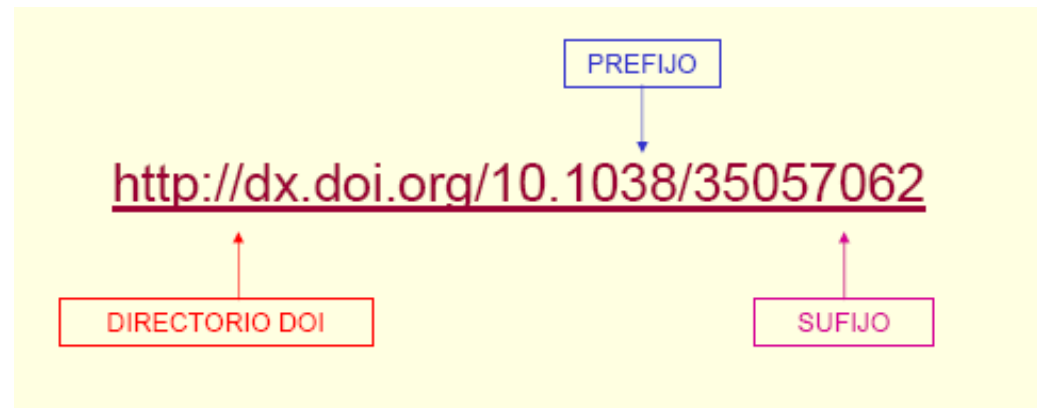 PREFIJO
http://dx.doi.org/10.1038/35057062
DIRECTORIO DOI
SUFIJO